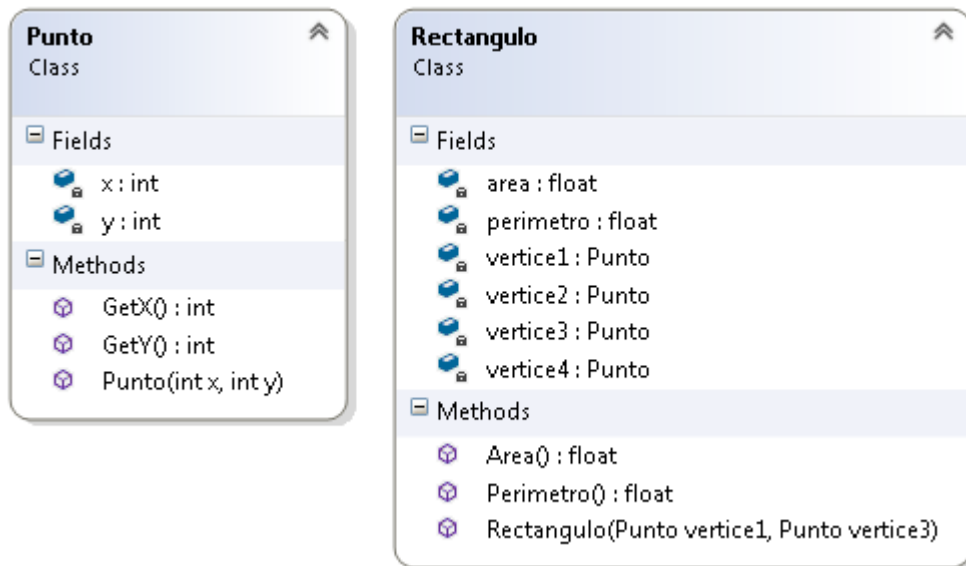 Punto
Class
Fields
x : int
y : int
Methods
GetX() : int
GetY() : int
Punto(int x, int y)
Rectangulo
Class
Fields
area : float
perimetro : float
vertice1 : Punto
vertice2 : Punto
vertice3 : Punto
vertice4 : Punto
Methods
Area() : float
Perimetro() : float
Rectangulo(Punto vertice1, Punto vertice3)